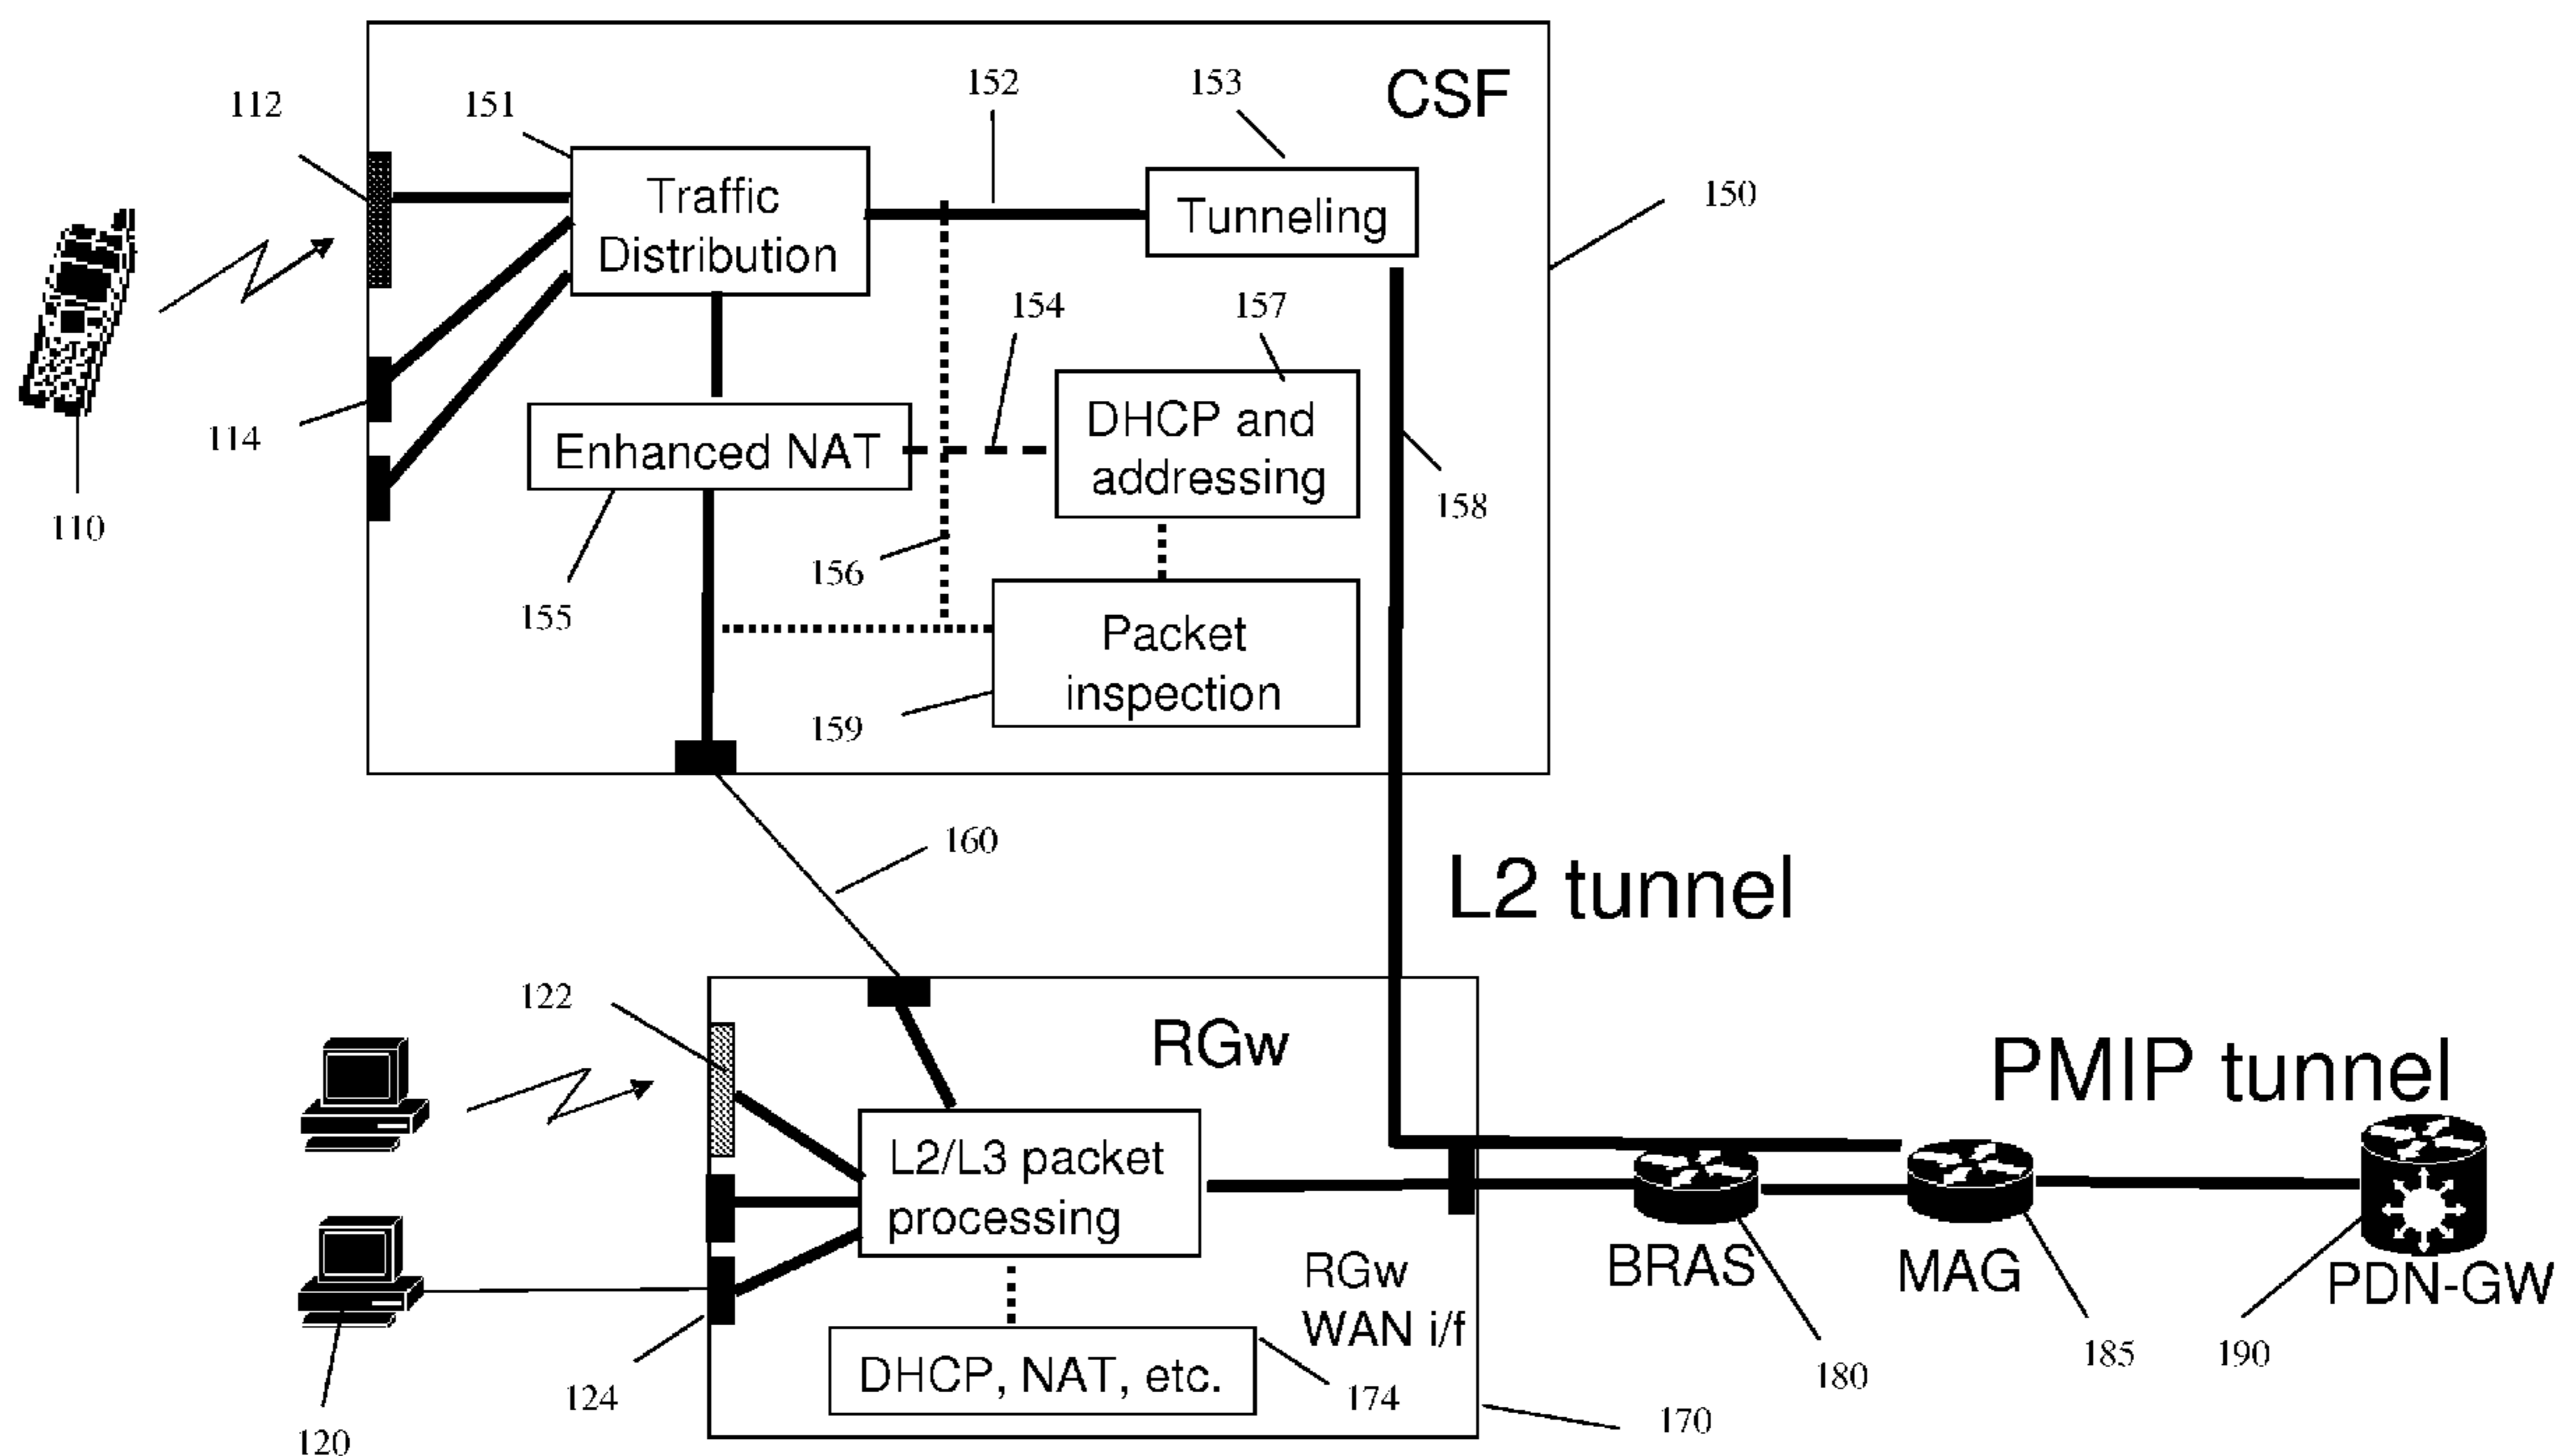 CSF
152
153
112
151
150
Traffic
Distribution
Tunneling
154
157
DHCP and
addressing
114
Enhanced NAT
158
110
156
155
Packet
inspection
159
160
L2 tunnel
122
RGw
PMIP tunnel
L2/L3 packet
processing
BRAS
MAG
PDN-GW
RGw
WAN i/f
DHCP, NAT, etc.
124
174
180
185
190
170
120